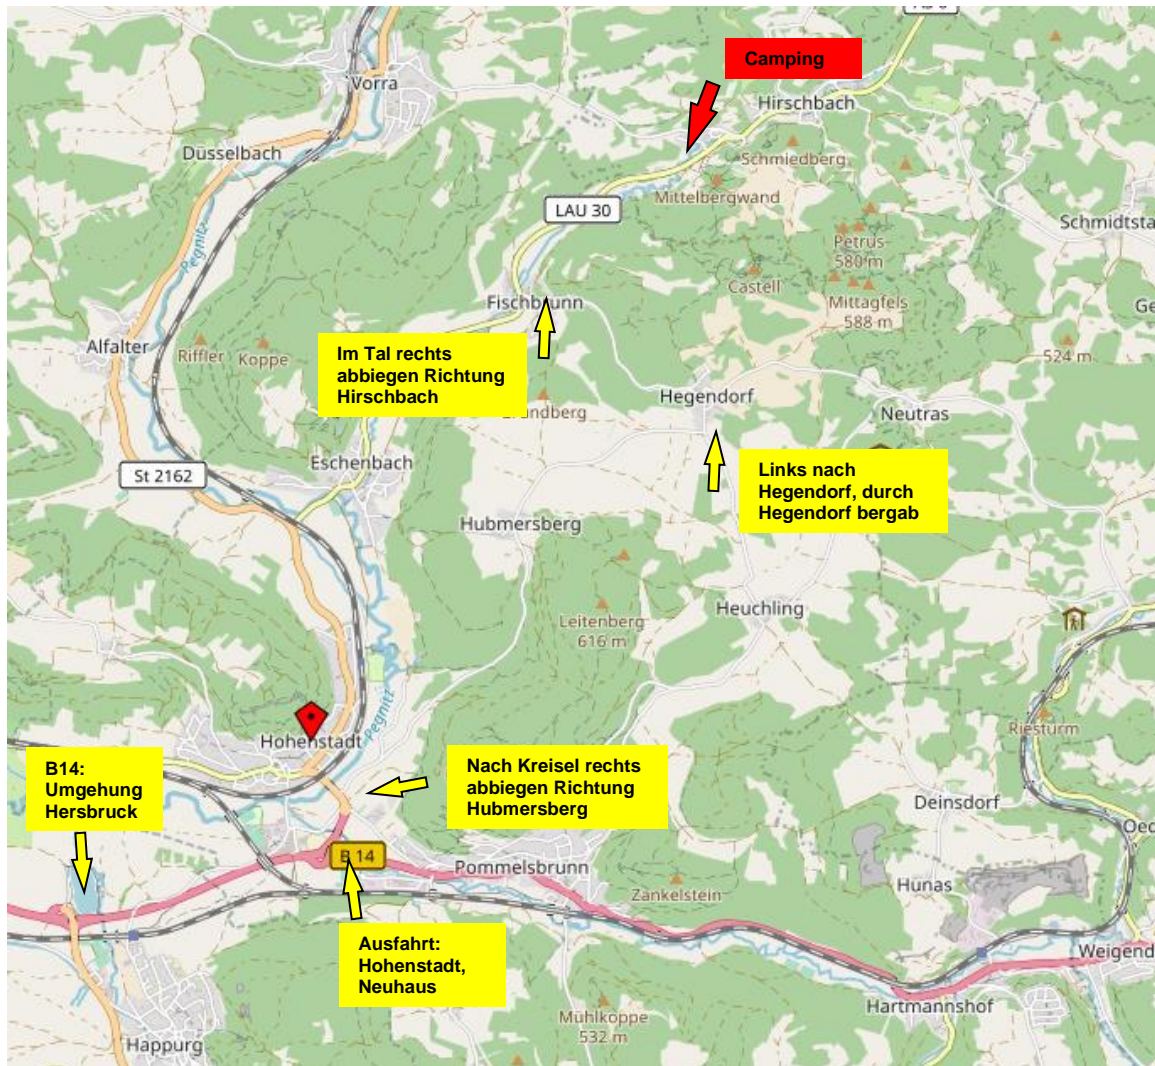 Camping
Vorra
Hirschbach
Düsselbach
Schmiedberg
Mittelbergwand
LAU 30
Schmidtsta
Petrus
580 m
Pegnitz
Castell
Mittagfels
588 m
Fischbrunn
Alfalter
Riffler
Koppe
524 m
Im Tal rechts
abbiegen Richtung
Hirschbach
Hegendorf
Neutras
Eschenbach
St 2162
Links nach
Hegendorf, durch
Hegendorf bergab
Hubmersberg
Heuchling
Leitenberg
616 m
Pegnitz
Riesturm
Hohenstadt
B14:
Umgehung
Hersbruck
Nach Kreisel rechts
abbiegen Richtung
Hubmersberg
Deinsdorf
Oed
B 14
Pommelsbrunn
Hunas
Zankelstein
Ausfahrt:
Hohenstadt,
Neuhaus
Weigend
Hartmannshof
Mühlkoppe
532 m
Happurg